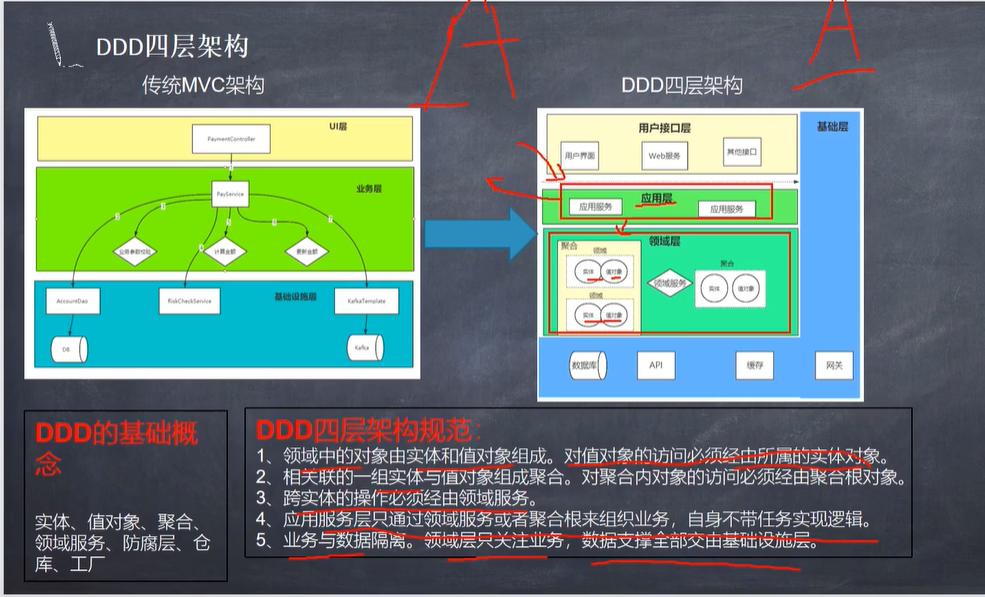 DDD四层架构
传统MVC架构
DDD四层架构
UI层
PaymentController
业务层
PayService
1
2
3
4
5
6
7
业务参数校验
计算金额
更新金额
基础设施层
AccountDao
RiskCheckService
KafkaTemplate
DB
Kafka
用户接口层
基础层
用户界面
Web服务
其他接口
应用层
应用服务
应用服务
领域层
聚合
领域
实体
值对象
领域
实体
值对象
领域服务
聚合
实体
值对象
数据库
API
缓存
网关
DDD的基础概
念
实体、值对象、聚合、
领域服务、防腐层、仓
库、工厂
DDD四层架构规范：
1、领域中的对象由实体和值对象组成。对值对象的访问必须经由所属的实体对象。
2、相关联的一组实体与值对象组成聚合。对聚合内对象的访问必须经由聚合根对象。
3、跨实体的操作必须经由领域服务。
4、应用服务层只通过领域服务或者聚合根来组织业务，自身不带任务实现逻辑。
5、业务与数据隔离。领域层只关注业务，数据支撑全部交由基础设施层。